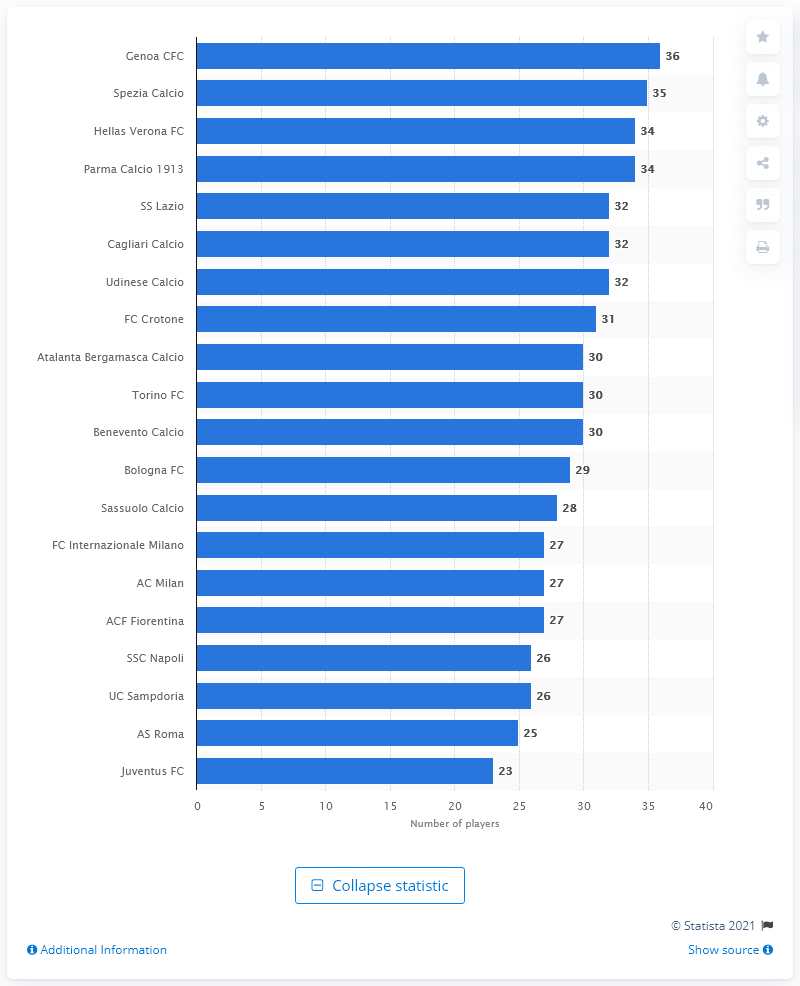 Genoa CFC 36
Spezia Calcio 35
Hellas Verona FC 34
Parma Calcio 1913 34
SS Lazio 32
Cagliari Calcio 32
Udinese Calcio 32
FC Crotone 31
Atalanta Bergamasca Calcio 30
Torino FC 30
Benevento Calcio 30
Bologna FC 29
Sassuolo Calcio 28
FC Internazionale Milano 27
AC Milan 27
ACF Fiorentina 27
SSC Napoli 26
UC Sampdoria 26
AS Roma 25
Juventus FC 23
0 5 10 15 20 25 30 35 40
Number of players
Collapse statistic
© Statista 2021
Additional Information
Show source